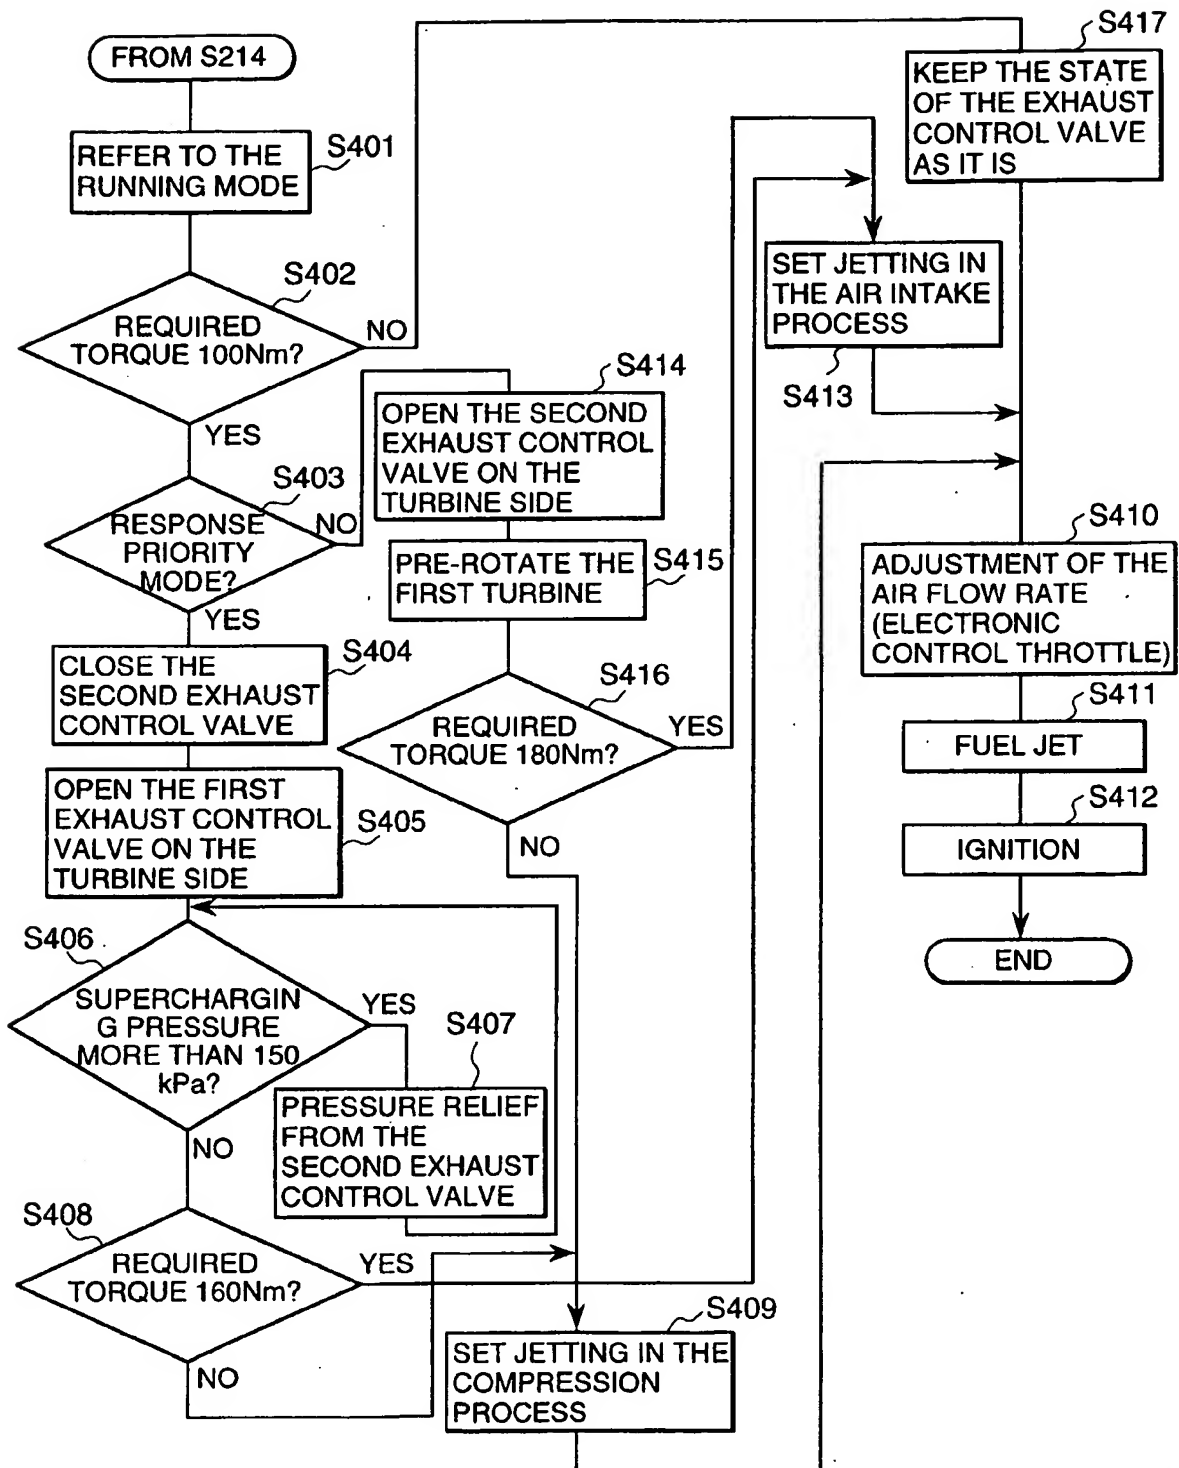 FROM S214
S401
REFER TO THE
RUNNING MODE
S402
REQUIRED
TORQUE 100Nm?
NO
YES
S403
RESPONSE
PRIORITY
MODE?
NO
YES
S404
CLOSE THE
SECOND EXHAUST
CONTROL VALVE
S405
OPEN THE FIRST
EXHAUST CONTROL
VALVE ON THE
TURBINE SIDE
S406
SUPERCHARGIN
G PRESSURE
MORE THAN 150
kPa?
YES
NO
S407
PRESSURE RELIEF
FROM THE
SECOND EXHAUST
CONTROL VALVE
S408
REQUIRED
TORQUE 160Nm?
YES
NO
S409
SET JETTING IN THE
COMPRESSION
PROCESS
S414
OPEN THE SECOND
EXHAUST CONTROL
VALVE ON THE
TURBINE SIDE
S415
PRE-ROTATE THE
FIRST TURBINE
S416
REQUIRED
TORQUE 180Nm?
YES
NO
SET JETTING IN
THE AIR INTAKE
PROCESS
S413
S417
KEEP THE STATE
OF THE EXHAUST
CONTROL VALVE
AS IT IS
S410
ADJUSTMENT OF THE
AIR FLOW RATE
(ELECTRONIC
CONTROL THROTTLE)
S411
FUEL JET
S412
IGNITION
END